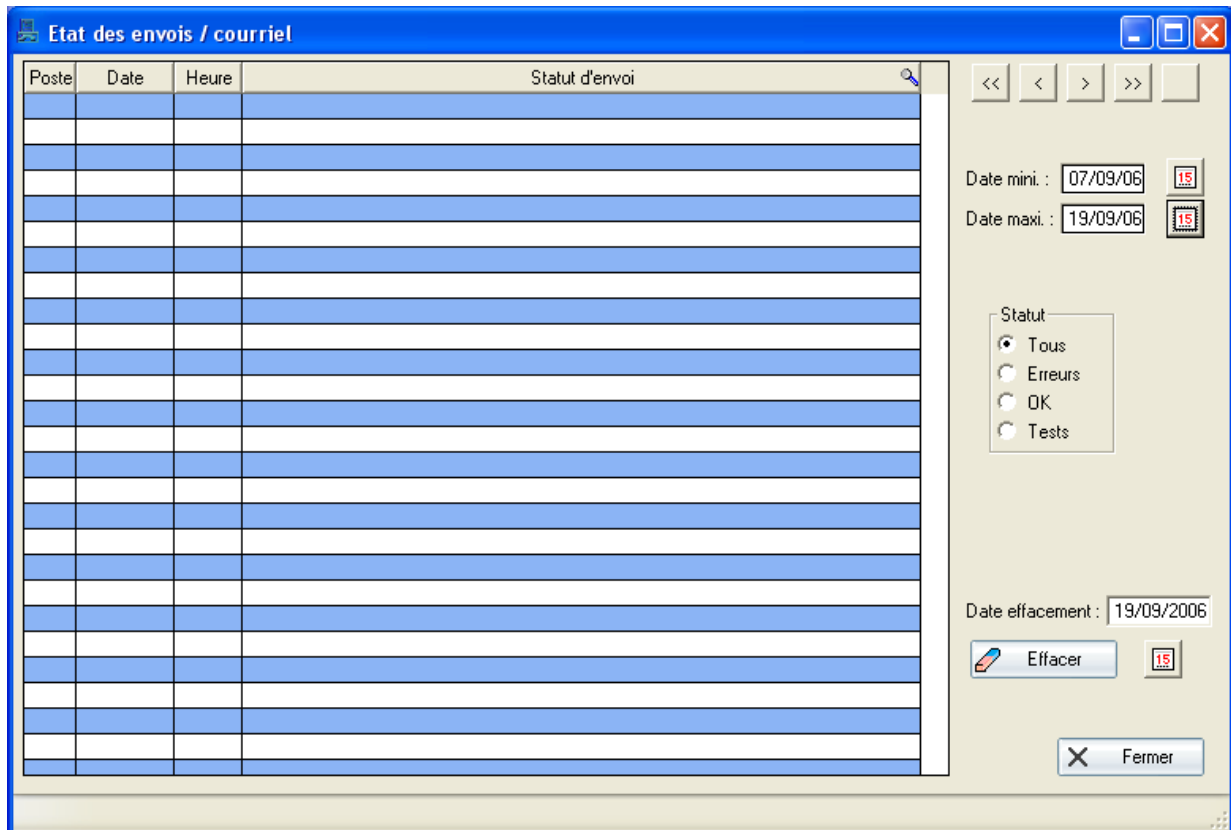 Etat des envois / courriel
Poste Date Heure Statut d'envoi
<< < > >>
Date mini. : 07/09/06 15
Date maxi. : 19/09/06 15
Statut
Tous
Erreurs
OK
Tests
Date effacement : 19/09/2006
Effacer 15
Fermer